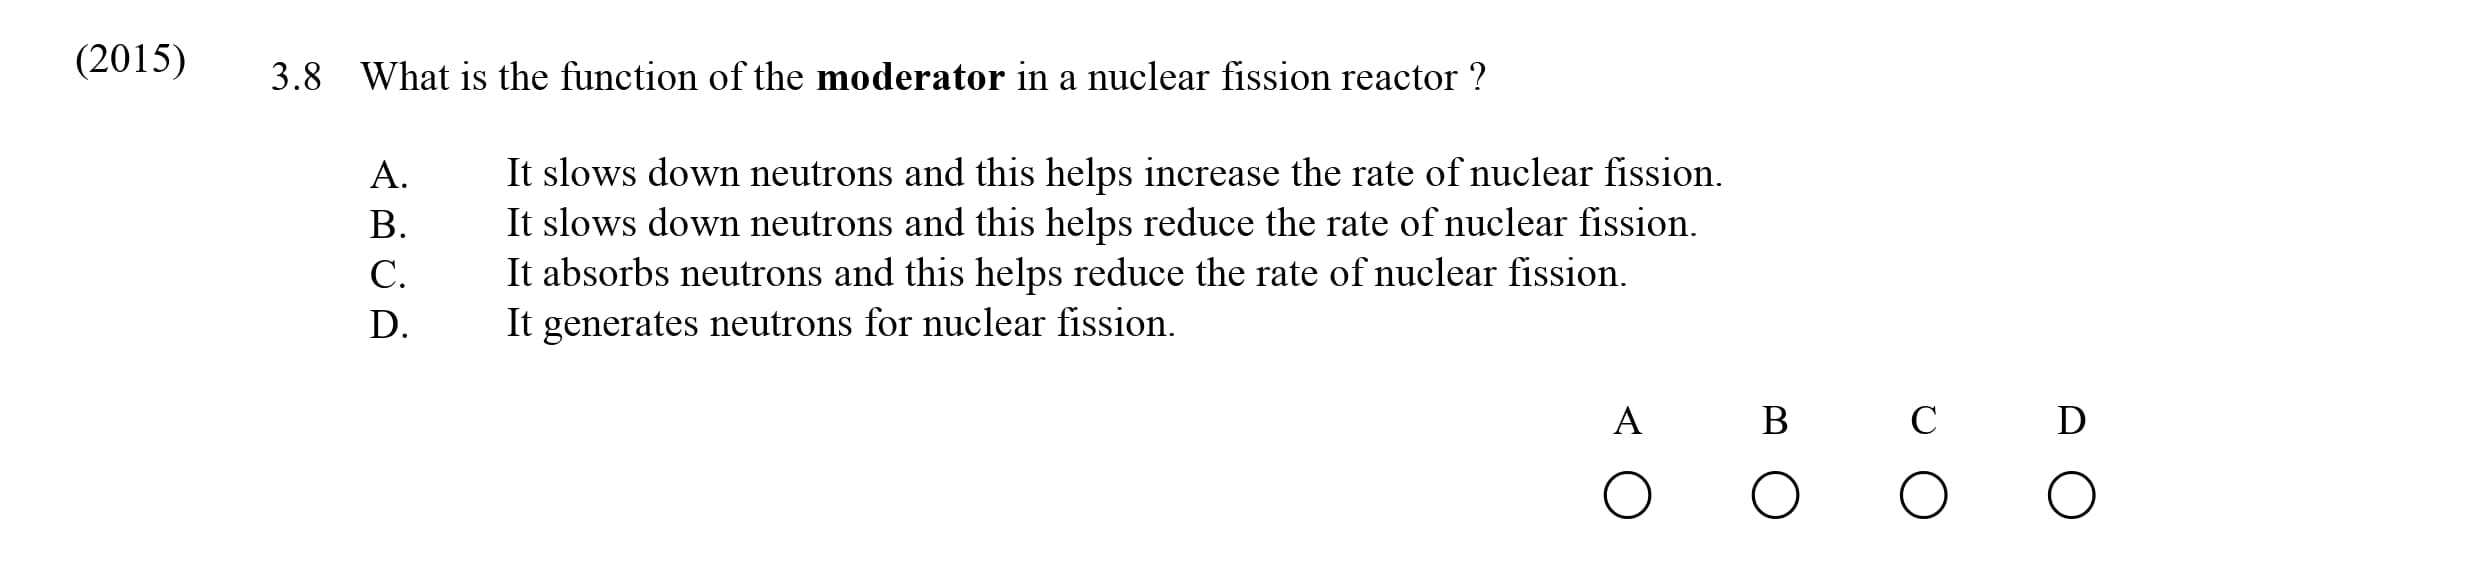 (2015)
3.8 What is the function of the moderator in a nuclear fission reactor ?
A. It slows down neutrons and this helps increase the rate of nuclear fission.
B. It slows down neutrons and this helps reduce the rate of nuclear fission.
C. It absorbs neutrons and this helps reduce the rate of nuclear fission.
D. It generates neutrons for nuclear fission.
A B C D